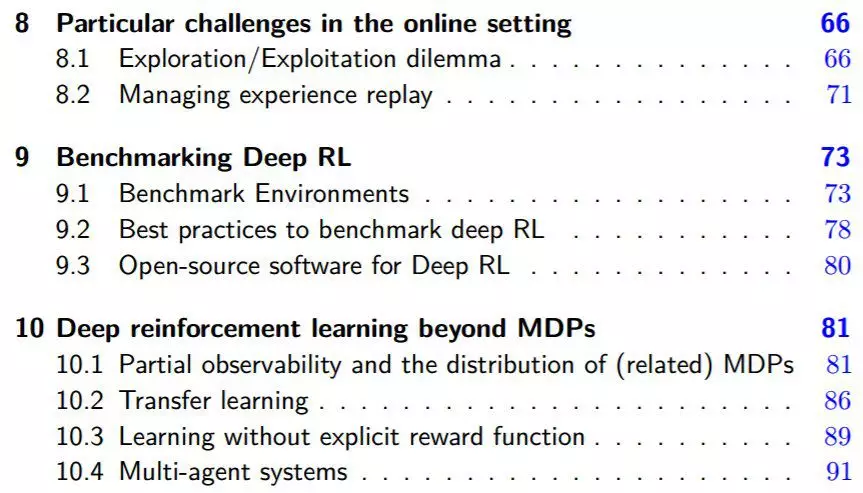 8 Particular challenges in the online setting 66
8.1 Exploration/Exploitation dilemma . . . . . . . . . . . . . . 66
8.2 Managing experience replay . . . . . . . . . . . . . . . . . 71
9 Benchmarking Deep RL 73
9.1 Benchmark Environments . . . . . . . . . . . . . . . . . . 73
9.2 Best practices to benchmark deep RL . . . . . . . . . . . 78
9.3 Open-source software for Deep RL . . . . . . . . . . . . . 80
10 Deep reinforcement learning beyond MDPs 81
10.1 Partial observability and the distribution of (related) MDPs 81
10.2 Transfer learning . . . . . . . . . . . . . . . . . . . . . . 86
10.3 Learning without explicit reward function . . . . . . . . . . 89
10.4 Multi-agent systems . . . . . . . . . . . . . . . . . . . . 91